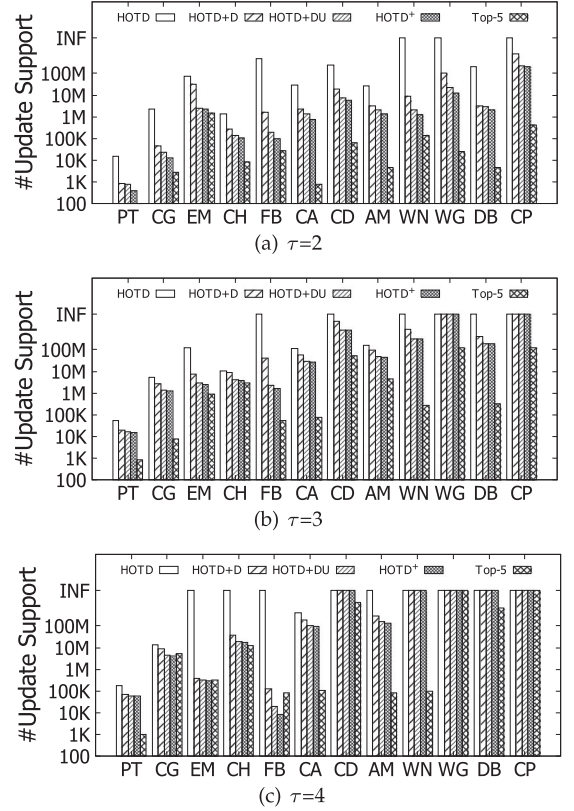 HOTD HOTD+D HOTD+DU HOTD⁺ Top-5
#Update Support
INF
100M
10M
1M
100K
10K
1K
100
PT CG EM CH FB CA CD AM WN WG DB CP
(a) τ=2
HOTD HOTD+D HOTD+DU HOTD⁺ Top-5
#Update Support
INF
100M
10M
1M
100K
10K
1K
100
PT CG EM CH FB CA CD AM WN WG DB CP
(b) τ=3
HOTD HOTD+D HOTD+DU HOTD⁺ Top-5
#Update Support
INF
100M
10M
1M
100K
10K
1K
100
PT CG EM CH FB CA CD AM WN WG DB CP
(c) τ=4